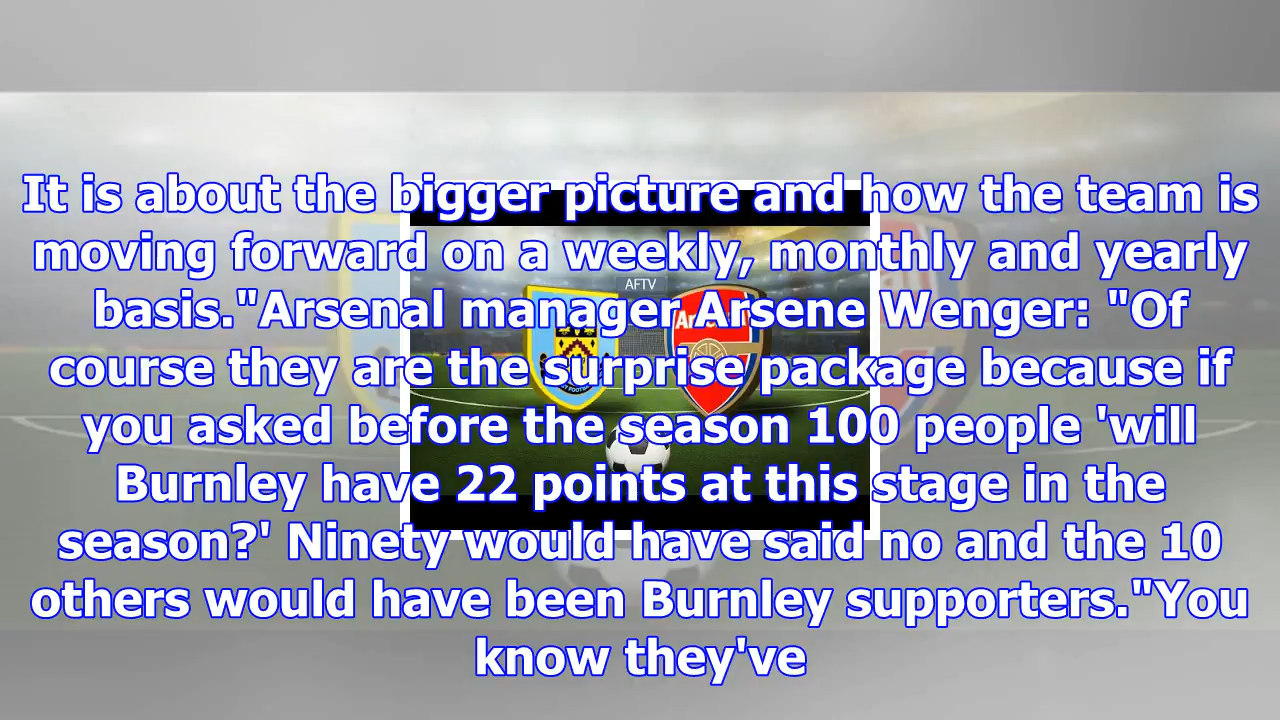 It is about the bigger picture and how the team is
moving forward on a weekly, monthly and yearly
basis."Arsenal manager Arsene Wenger: "Of
course they are the surprise package because if
you asked before the season 100 people 'will
Burnley have 22 points at this stage in the
season?' Ninety would have said no and the 10
others would have been Burnley supporters."You
know they've
AFTV
Arsenal